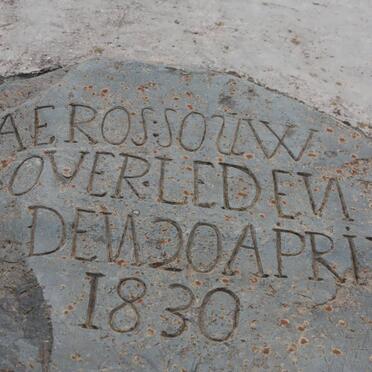 AE ROSSOUW
OVERLEDEN
DEN 20 APRI
1830